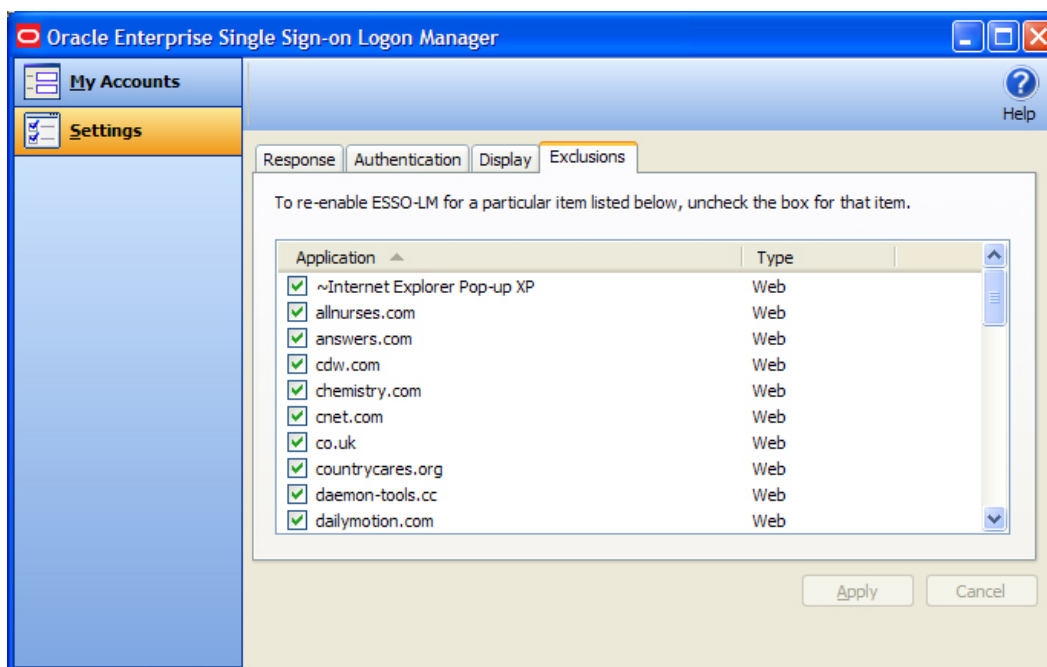 Oracle Enterprise Single Sign-on Logon Manager
My Accounts
Settings
Help
Response Authentication Display Exclusions
To re-enable ESSO-LM for a particular item listed below, uncheck the box for that item.
Application Type
~Internet Explorer Pop-up XP Web
allnurses.com Web
answers.com Web
cdw.com Web
chemistry.com Web
cnet.com Web
co.uk Web
countrycares.org Web
daemon-tools.cc Web
dailymotion.com Web
Apply Cancel